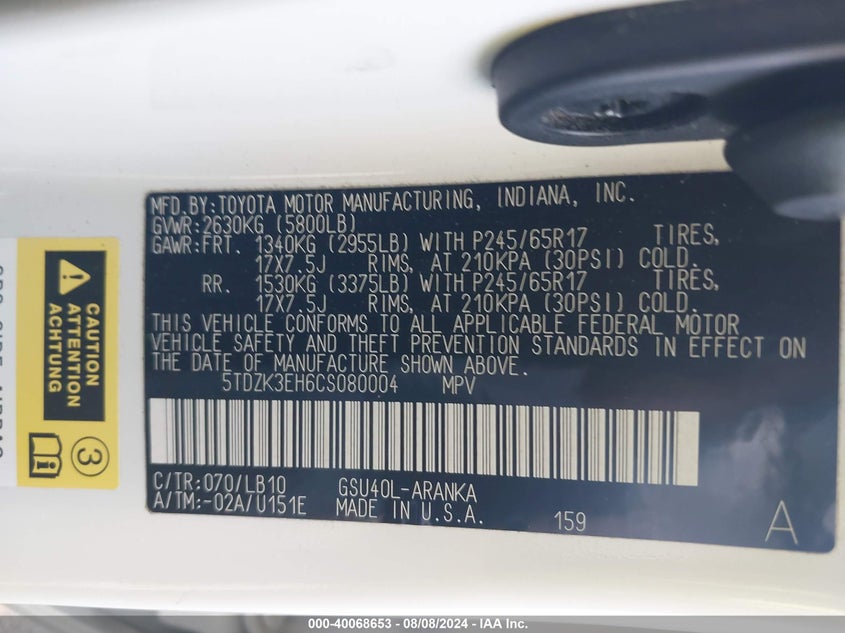 MFD.BY:TOYOTA MOTOR MANUFACTURING, INDIANA, INC.
GVWR:2630KG (5800LB)
GAWR:FRT. 1340KG (2955LB) WITH P245/65R17 TIRES,
17X7.5J RIMS, AT 210KPA (30PSI) COLD.
RR. 1530KG (3375LB) WITH P245/65R17 TIRES,
17X7.5J RIMS, AT 210KPA (30PSI) COLD.
THIS VEHICLE CONFORMS TO ALL APPLICABLE FEDERAL MOTOR
VEHICLE SAFETY AND THEFT PREVENTION STANDARDS IN EFFECT ON
THE DATE OF MANUFACTURE SHOWN ABOVE.
5TDZK3EH6CS080004 MPV
C/TR:070/LB10 GSU40L-ARANKA
A/TM:-02A/U151E MADE IN U.S.A. 159 A
CAUTION
ATTENTION
ACHTUNG
3
000-40068653 - 08/08/2024 - IAA Inc.